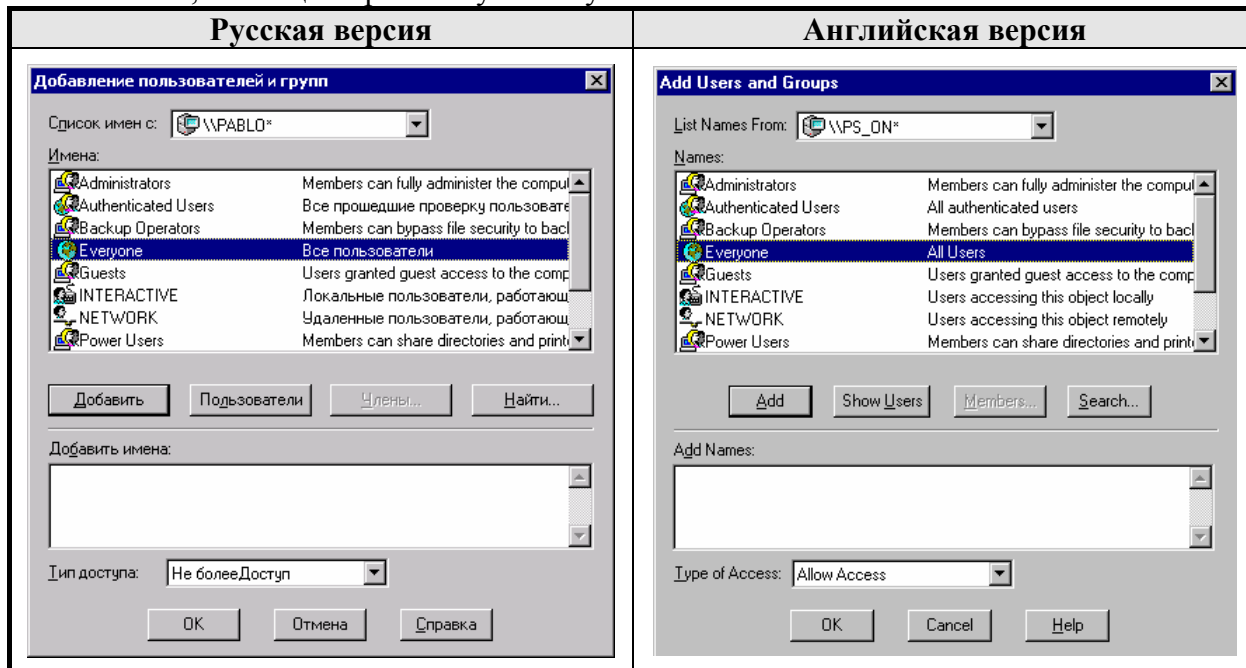 Русская версия
Английская версия
Добавление пользователей и групп
Список имен с: \\PABLO*
Имена:
Administrators Members can fully administer the comput
Authenticated Users Все прошедшие проверку пользовате
Backup Operators Members can bypass file security to bacl
Everyone Все пользователи
Guests Users granted guest access to the comp
INTERACTIVE Локальные пользователи, работающ
NETWORK Удаленные пользователи, работающ
Power Users Members can share directories and print
Добавить Пользователи Члены... Найти...
Добавить имена:
Тип доступа: Не болееДоступ
OK Отмена Справка
Add Users and Groups
List Names From: \\PS_ON*
Names:
Administrators Members can fully administer the comput
Authenticated Users All authenticated users
Backup Operators Members can bypass file security to bacl
Everyone All Users
Guests Users granted guest access to the comp
INTERACTIVE Users accessing this object locally
NETWORK Users accessing this object remotely
Power Users Members can share directories and print
Add Show Users Members... Search...
Add Names:
Type of Access: Allow Access
OK Cancel Help